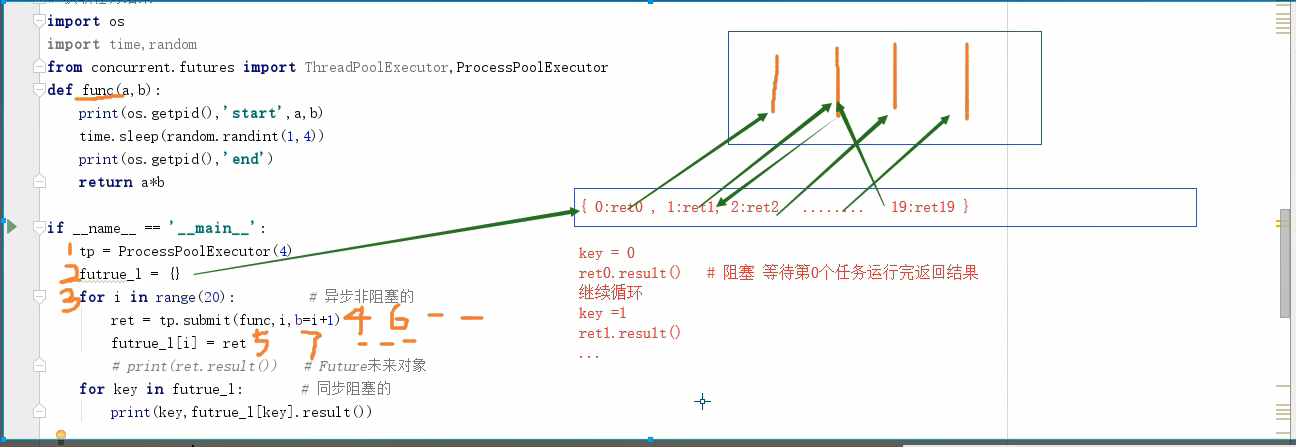 import os
import time,random
from concurrent.futures import ThreadPoolExecutor,ProcessPoolExecutor
def func(a,b):
print(os.getpid(),'start',a,b)
time.sleep(random.randint(1,4))
print(os.getpid(),'end')
return a*b
if __name__ == '__main__':
1 tp = ProcessPoolExecutor(4)
2 futrue_l = {}
3 for i in range(20): # 异步非阻塞的
ret = tp.submit(func,i,b=i+1) 4 6 — —
futrue_l[i] = ret 5 7 — — —
# print(ret.result()) # Future未来对象
for key in futrue_l: # 同步阻塞的
print(key,futrue_l[key].result())
{ 0:ret0 , 1:ret1, 2:ret2 ........ 19:ret19 }
key = 0
ret0.result() # 阻塞 等待第0个任务运行完返回结果
继续循环
key =1
ret1.result()
...